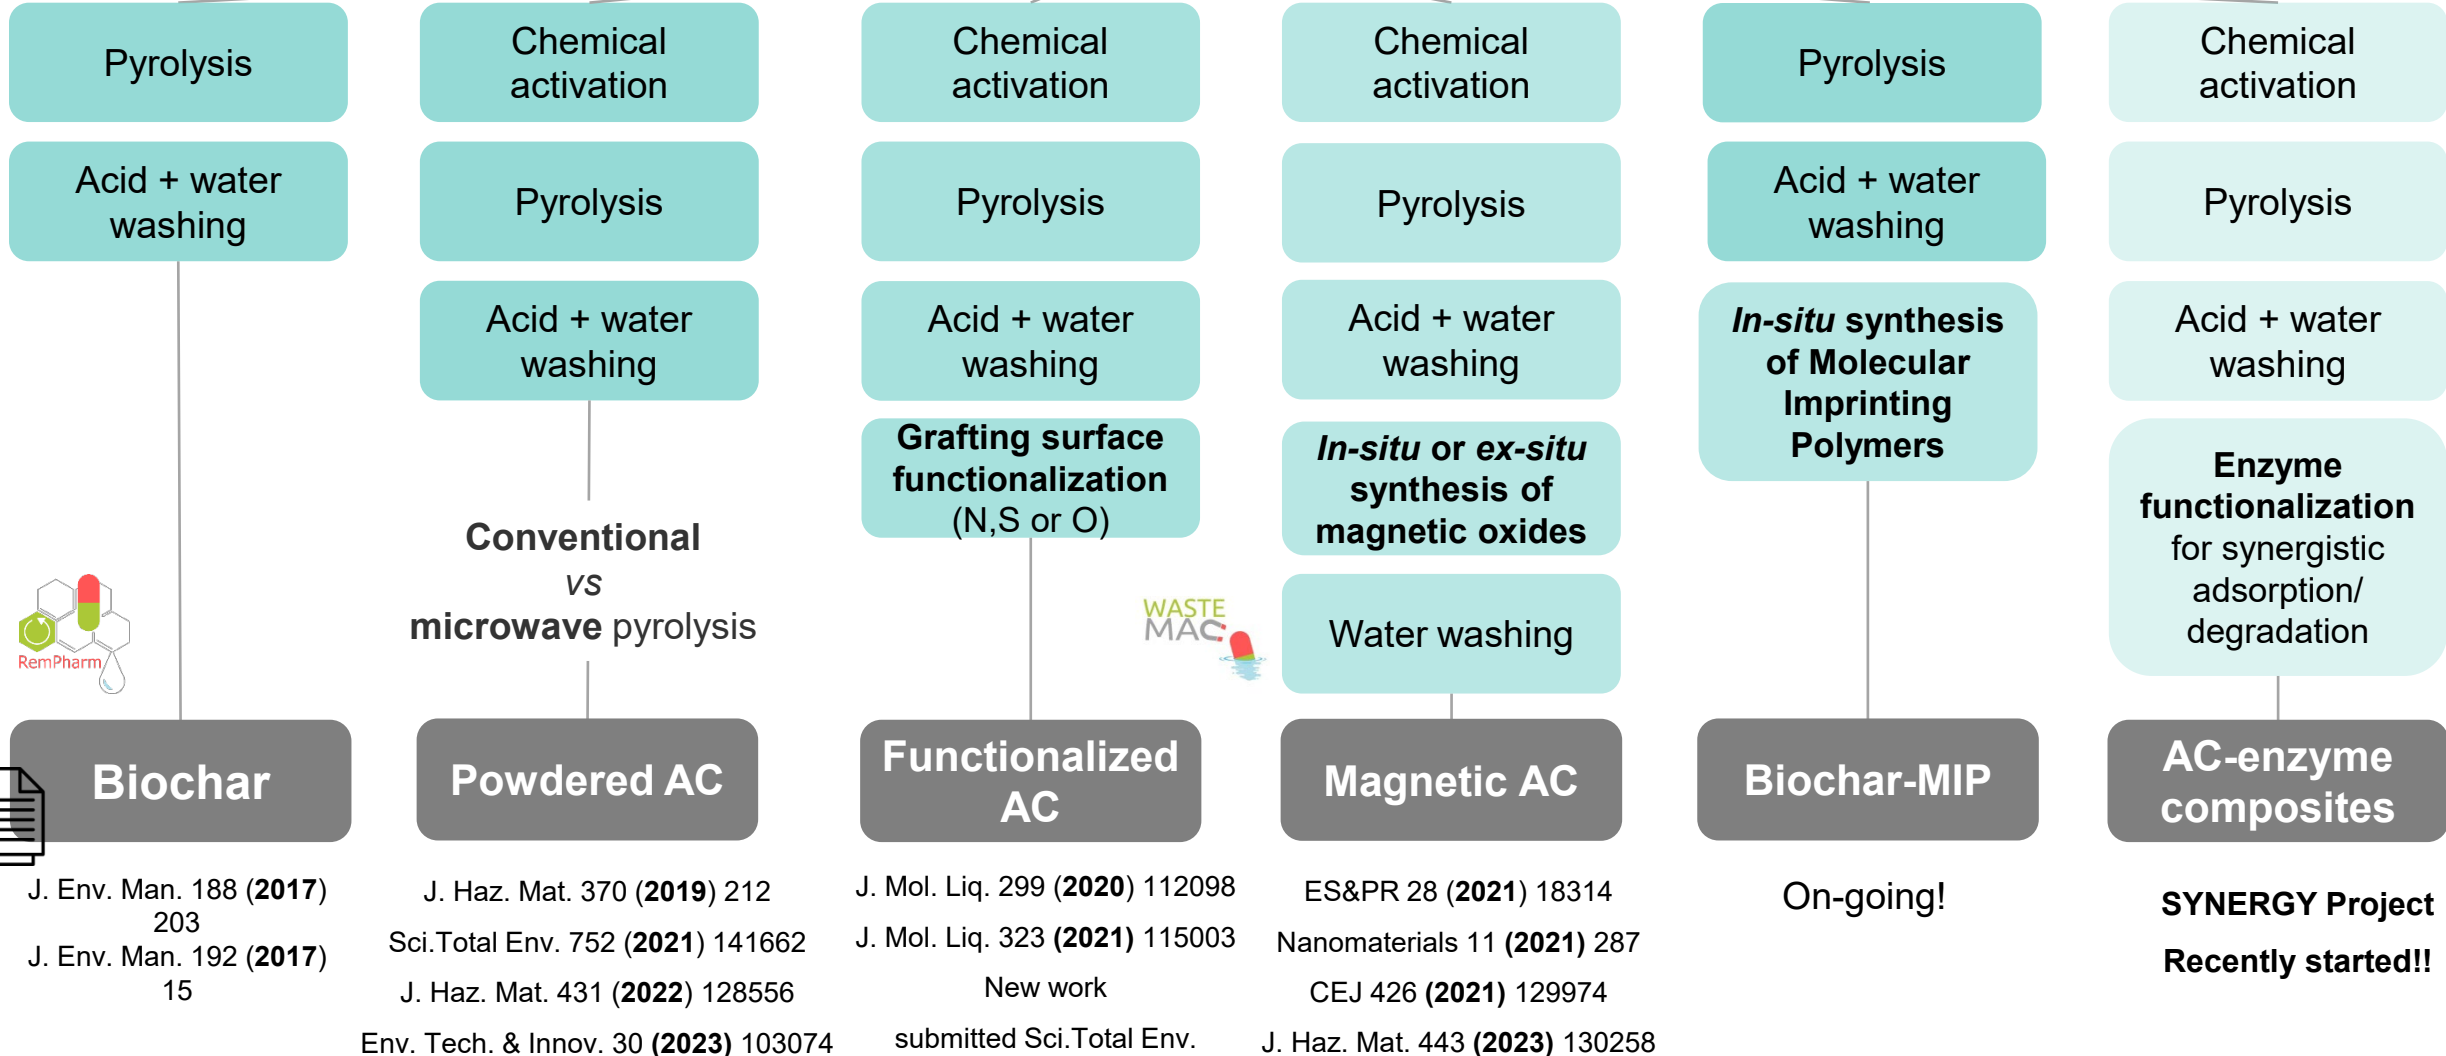 Pyrolysis
Acid + water
washing
RemPharm
Biochar
J. Env. Man. 188 (2017)
203
J. Env. Man. 192 (2017)
15
Chemical
activation
Pyrolysis
Acid + water
washing
Conventional
vs
microwave pyrolysis
Powdered AC
J. Haz. Mat. 370 (2019) 212
Sci.Total Env. 752 (2021) 141662
J. Haz. Mat. 431 (2022) 128556
Env. Tech. & Innov. 30 (2023) 103074
Chemical
activation
Pyrolysis
Acid + water
washing
Grafting surface
functionalization
(N,S or O)
Functionalized
AC
J. Mol. Liq. 299 (2020) 112098
J. Mol. Liq. 323 (2021) 115003
New work
submitted Sci.Total Env.
WASTE
MAC
Chemical
activation
Pyrolysis
Acid + water
washing
In-situ or ex-situ
synthesis of
magnetic oxides
Water washing
Magnetic AC
ES&PR 28 (2021) 18314
Nanomaterials 11 (2021) 287
CEJ 426 (2021) 129974
J. Haz. Mat. 443 (2023) 130258
Pyrolysis
Acid + water
washing
In-situ synthesis
of Molecular
Imprinting
Polymers
Biochar-MIP
On-going!
Chemical
activation
Pyrolysis
Acid + water
washing
Enzyme
functionalization
for synergistic
adsorption/
degradation
AC-enzyme
composites
SYNERGY Project
Recently started!!